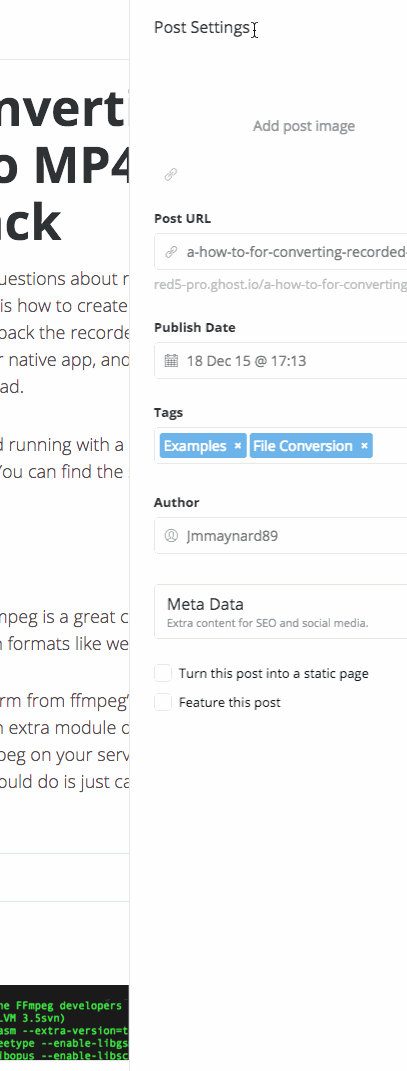 Post Settings
Add post image
Post URL
a-how-to-for-converting-recorded-
red5-pro.ghost.io/a-how-to-for-converting
Publish Date
18 Dec 15 @ 17:13
Tags
Examples × File Conversion ×
Author
Jmmaynard89
Meta Data
Extra content for SEO and social media.
Turn this post into a static page
Feature this post
nverti
o MP4
ck
uestions about r
is how to create
back the recorde
r native app, and
ad.
d running with a
You can find the
mpeg is a great c
n formats like we
rm from ffmpeg'
n extra module o
peg on your serv
ould do is just ca
he FFmpeg developers
LVM 3.5svn)
asm --extra-version=t
eetype --enable-libgs
ibopus --enable-libsc